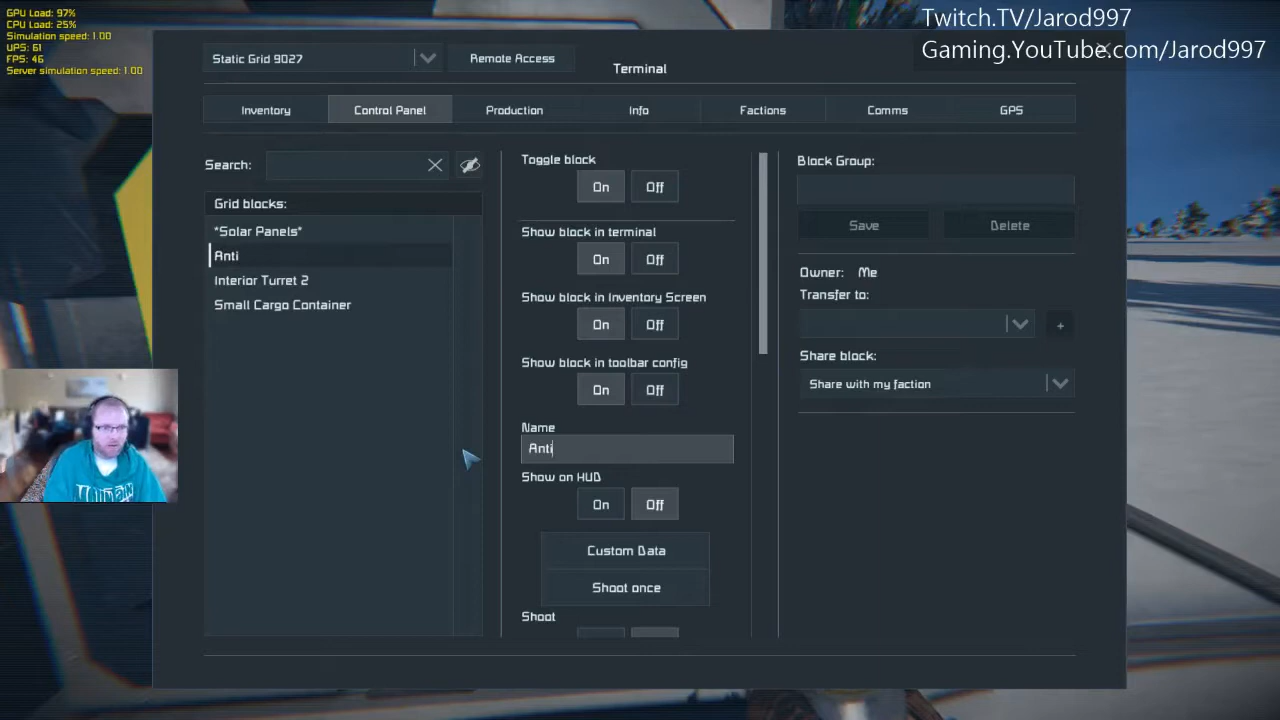 GPU Load: 97%
CPU Load: 25%
Simulation speed: 1.00
UPS: 61
FPS: 46
Server simulation speed: 1.00
Twitch.TV/Jarod997
Gaming.YouTube.com/Jarod997
Static Grid 9027
Remote Access
Terminal
Inventory
Control Panel
Production
Info
Factions
Comms
GPS
Search:
Grid blocks:
*Solar Panels*
Anti
Interior Turret 2
Small Cargo Container
Toggle block
On Off
Show block in terminal
On Off
Show block in Inventory Screen
On Off
Show block in toolbar config
On Off
Name
Anti
Show on HUD
On Off
Custom Data
Shoot once
Shoot
Block Group:
Save Delete
Owner: Me
Transfer to:
+
Share block:
Share with my faction